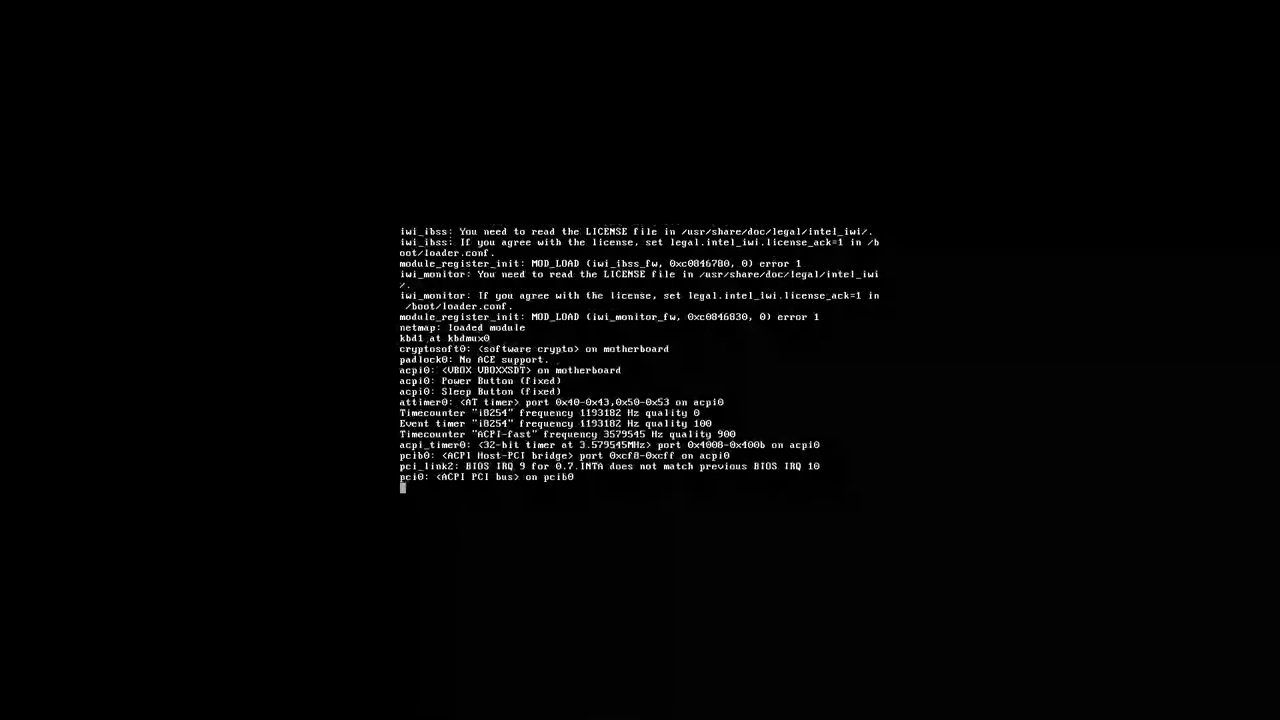 iwi_ibss: You need to read the LICENSE file in /usr/share/doc/legal/intel_iwi/.
iwi_ibss: If you agree with the license, set legal.intel_iwi.license_ack=1 in /b
oot/loader.conf.
module_register_init: MOD_LOAD (iwi_ibss_fw, 0xc0846780, 0) error 1
iwi_monitor: You need to read the LICENSE file in /usr/share/doc/legal/intel_iwi
/.
iwi_monitor: If you agree with the license, set legal.intel_iwi.license_ack=1 in
 /boot/loader.conf.
module_register_init: MOD_LOAD (iwi_monitor_fw, 0xc0846830, 0) error 1
netmap: loaded module
kbd1 at kbdmux0
cryptosoft0: <software crypto> on motherboard
padlock0: No ACE support.
acpi0: <VBOX VBOXXSDT> on motherboard
acpi0: Power Button (fixed)
acpi0: Sleep Button (fixed)
attimer0: <AT timer> port 0x40-0x43,0x50-0x53 on acpi0
Timecounter "i8254" frequency 1193182 Hz quality 0
Event timer "i8254" frequency 1193182 Hz quality 100
Timecounter "ACPI-fast" frequency 3579545 Hz quality 900
acpi_timer0: <32-bit timer at 3.579545MHz> port 0x4008-0x400b on acpi0
pcib0: <ACPI Host-PCI bridge> port 0xcf8-0xcff on acpi0
pci_link2: BIOS IRQ 9 for 0.7.INTA does not match previous BIOS IRQ 10
pci0: <ACPI PCI bus> on pcib0